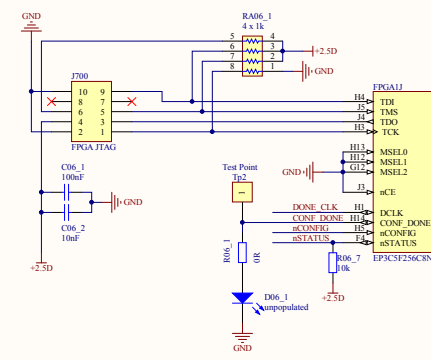 GND
RA06_1
4 x 1k
5 4
6 3
7 2
8 1
+2.5D
GND
J700
10 9
8 7
6 5
4 3
2 1
FPGA JTAG
FPGA1J
H4 TDI
J5 TMS
J4 TDO
H3 TCK
H13 MSEL0
H12 MSEL1
G12 MSEL2
GND
J3 nCE
DONE_CLK H1 DCLK
CONF_DONE H14 CONF_DONE
nCONFIG H5 nCONFIG
nSTATUS F4 nSTATUS
EP3C5F256C8N
C06_1
100nF
GND
C06_2
10nF
+2.5D
Test Point
Tp2
1
R06_1
0R
R06_7
10k
+2.5D
D06_1
unpopulated
GND